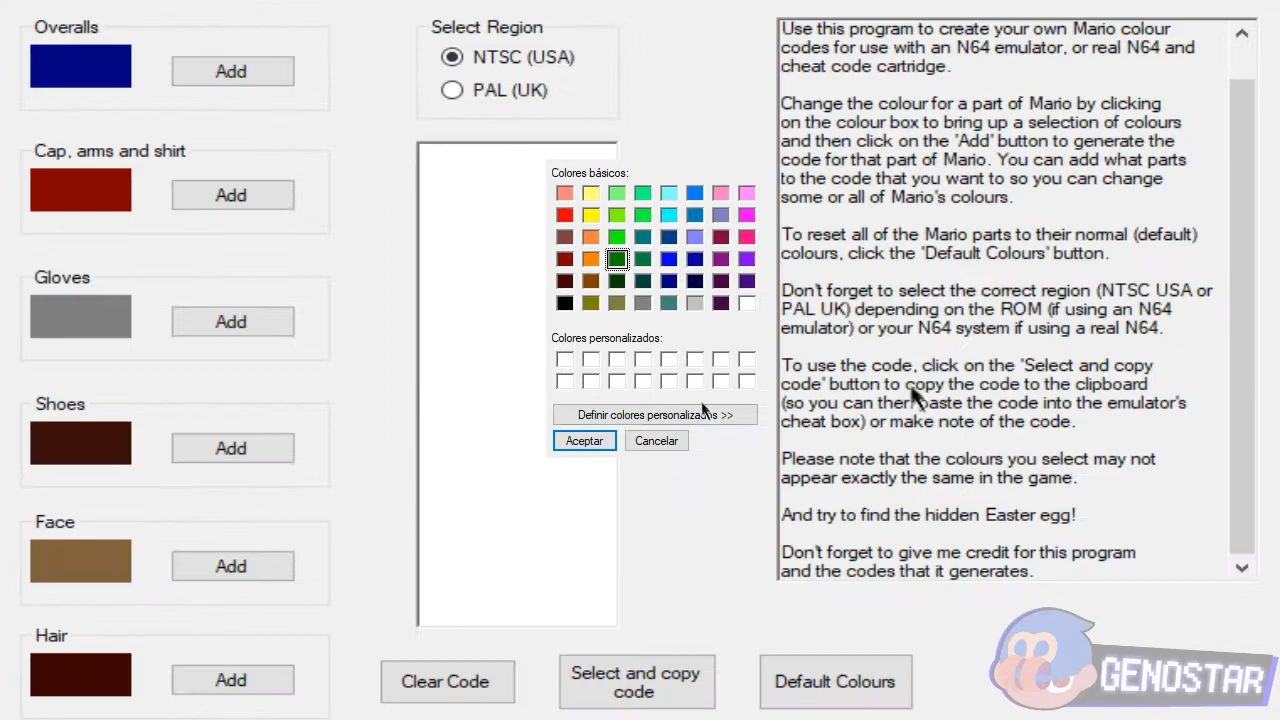 Overalls
Add
Cap, arms and shirt
Add
Gloves
Add
Shoes
Add
Face
Add
Hair
Add
Select Region
NTSC (USA)
PAL (UK)
Colores básicos:
Colores personalizados:
Definir colores personalizados >>
Aceptar
Cancelar
Clear Code
Select and copy
code
Default Colours
Use this program to create your own Mario colour
codes for use with an N64 emulator, or real N64 and
cheat code cartridge.
Change the colour for a part of Mario by clicking
on the colour box to bring up a selection of colours
and then click on the "Add" button to generate the
code for that part of Mario. You can add what parts
to the code that you want to so you can change
some or all of Mario's colours.
To reset all of the Mario parts to their normal (default)
colours, click the "Default Colours" button.
Don't forget to select the correct region (NTSC USA or
PAL UK) depending on the ROM (if using an N64
emulator) or your N64 system if using a real N64.
To use the code, click on the "Select and copy
code" button to copy the code to the clipboard
(so you can then paste the code into the emulator's
cheat box) or make note of the code.
Please note that the colours you select may not
appear exactly the same in the game.
And try to find the hidden Easter egg!
Don't forget to give me credit for this program
and the codes that it generates.
GENOSTAR